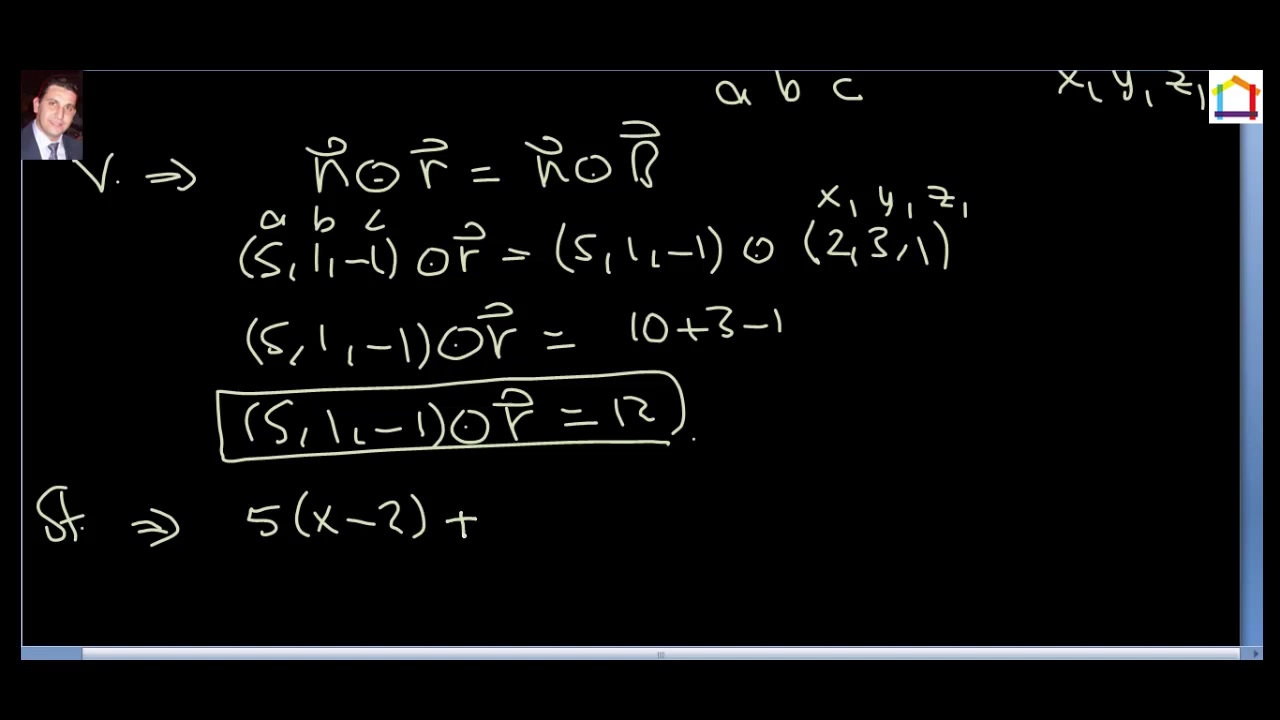 a b c x₁ y₁ z₁
V. ⇒ n⃗ ⊙ r⃗ = n⃗ ⊙ B⃗
a b c x₁ y₁ z₁
(5, 1, -1) ⊙ r⃗ = (5, 1, -1) ⊙ (2, 3, 1)
(5, 1, -1) ⊙ r⃗ = 10 + 3 - 1
(5, 1, -1) ⊙ r⃗ = 12.
St. ⇒ 5(x - 2) +